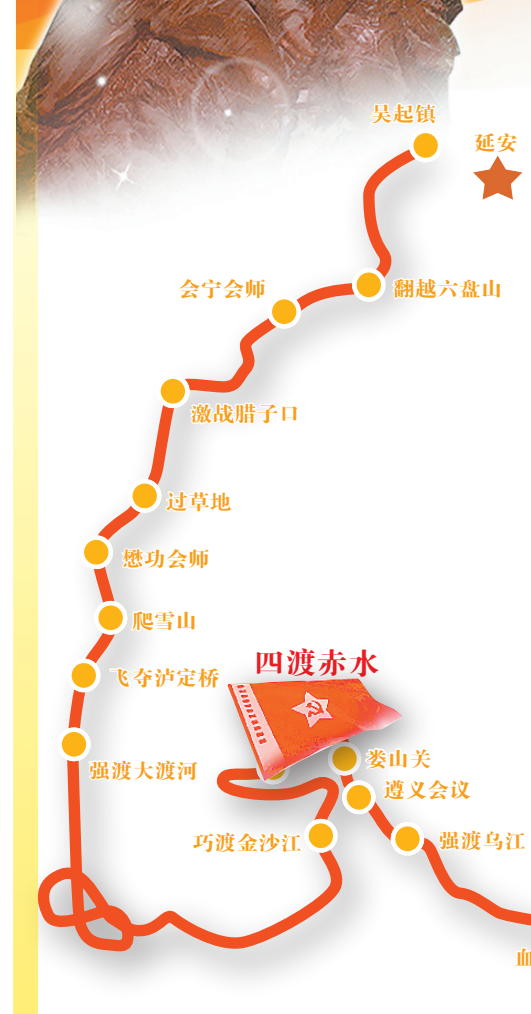 吴起镇
延安
会宁会师
翻越六盘山
激战腊子口
过草地
懋功会师
爬雪山
飞夺泸定桥
四渡赤水
强渡大渡河
娄山关
遵义会议
巧渡金沙江
强渡乌江
血